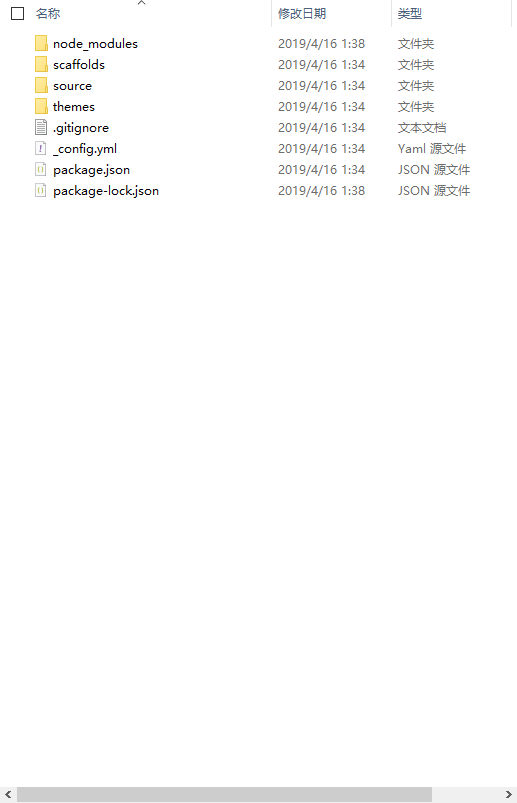 名称 修改日期 类型
node_modules 2019/4/16 1:38 文件夹
scaffolds 2019/4/16 1:34 文件夹
source 2019/4/16 1:34 文件夹
themes 2019/4/16 1:34 文件夹
.gitignore 2019/4/16 1:34 文本文档
_config.yml 2019/4/16 1:34 Yaml 源文件
package.json 2019/4/16 1:34 JSON 源文件
package-lock.json 2019/4/16 1:38 JSON 源文件